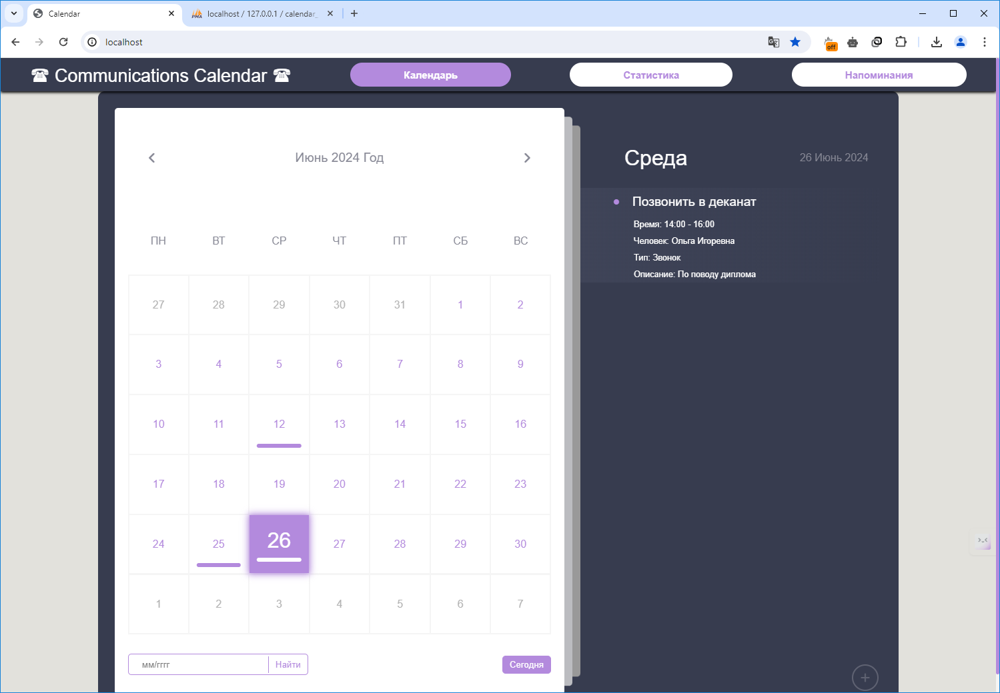 Calendar
localhost / 127.0.0.1 / calendar_
localhost
off
Communications Calendar
Календарь
Статистика
Напоминания
Июнь 2024 Год
ПН ВТ СР ЧТ ПТ СБ ВС
27 28 29 30 31 1 2
3 4 5 6 7 8 9
10 11 12 13 14 15 16
17 18 19 20 21 22 23
24 25 26 27 28 29 30
1 2 3 4 5 6 7
мм/гггг
Найти
Сегодня
Среда
26 Июнь 2024
Позвонить в деканат
Время: 14:00 - 16:00
Человек: Ольга Игоревна
Тип: Звонок
Описание: По поводу диплома